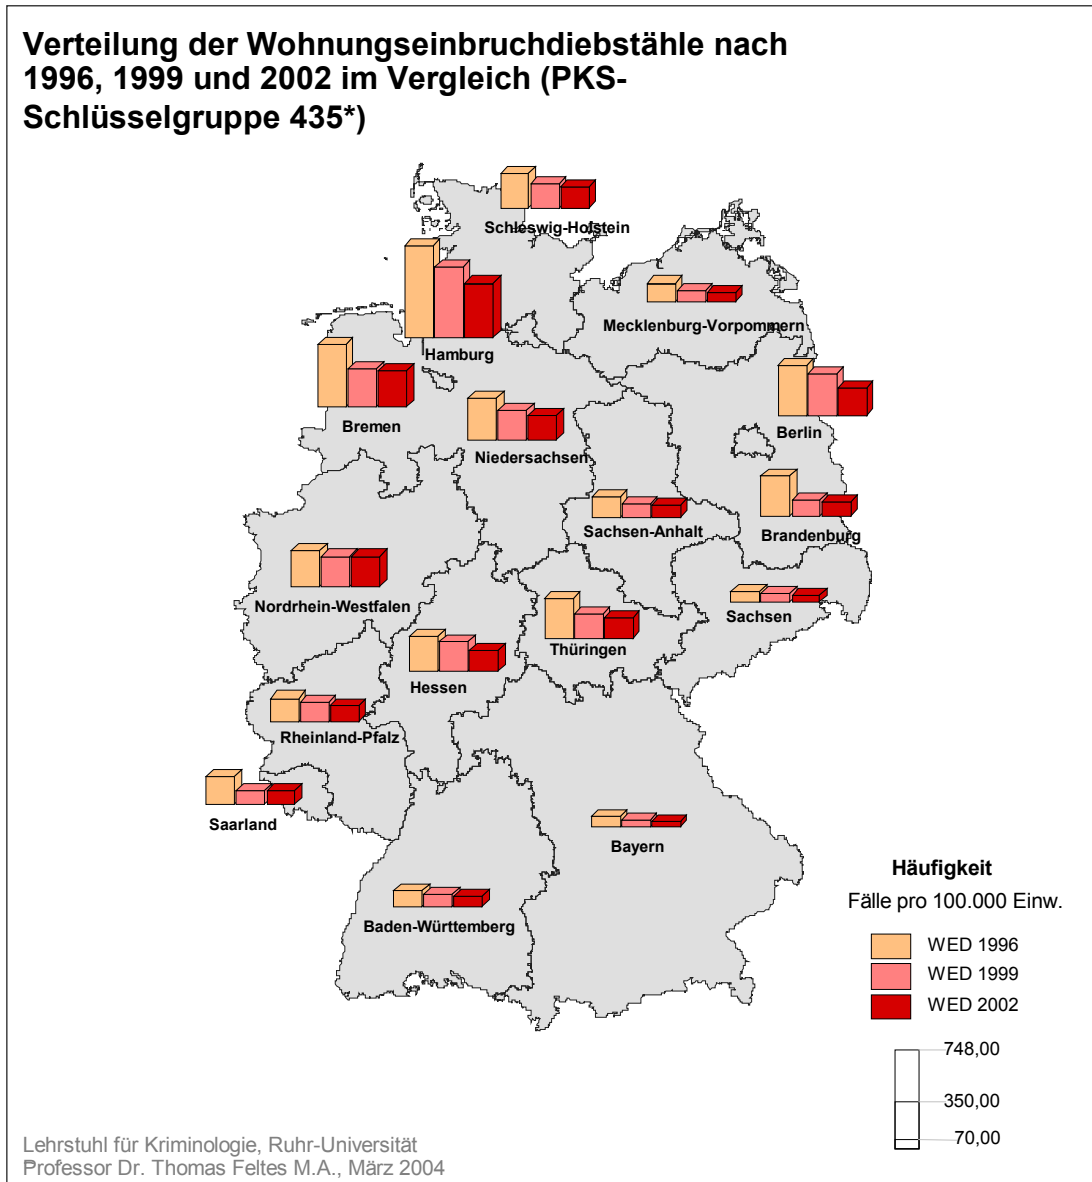 Verteilung der Wohnungseinbruchdiebstähle nach
1996, 1999 und 2002 im Vergleich (PKS-
Schlüsselgruppe 435*)
Schleswig-Holstein
Mecklenburg-Vorpommern
Hamburg
Bremen
Berlin
Niedersachsen
Sachsen-Anhalt
Brandenburg
Nordrhein-Westfalen
Sachsen
Thüringen
Hessen
Rheinland-Pfalz
Saarland
Bayern
Baden-Württemberg
Häufigkeit
Fälle pro 100.000 Einw.
WED 1996
WED 1999
WED 2002
748,00
350,00
70,00
Lehrstuhl für Kriminologie, Ruhr-Universität
Professor Dr. Thomas Feltes M.A., März 2004